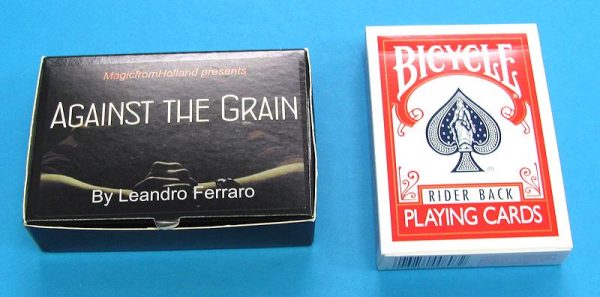 MagicfromHolland presents
AGAINST THE GRAIN
By Leandro Ferraro
BICYCLE
RIDER BACK
PLAYING CARDS